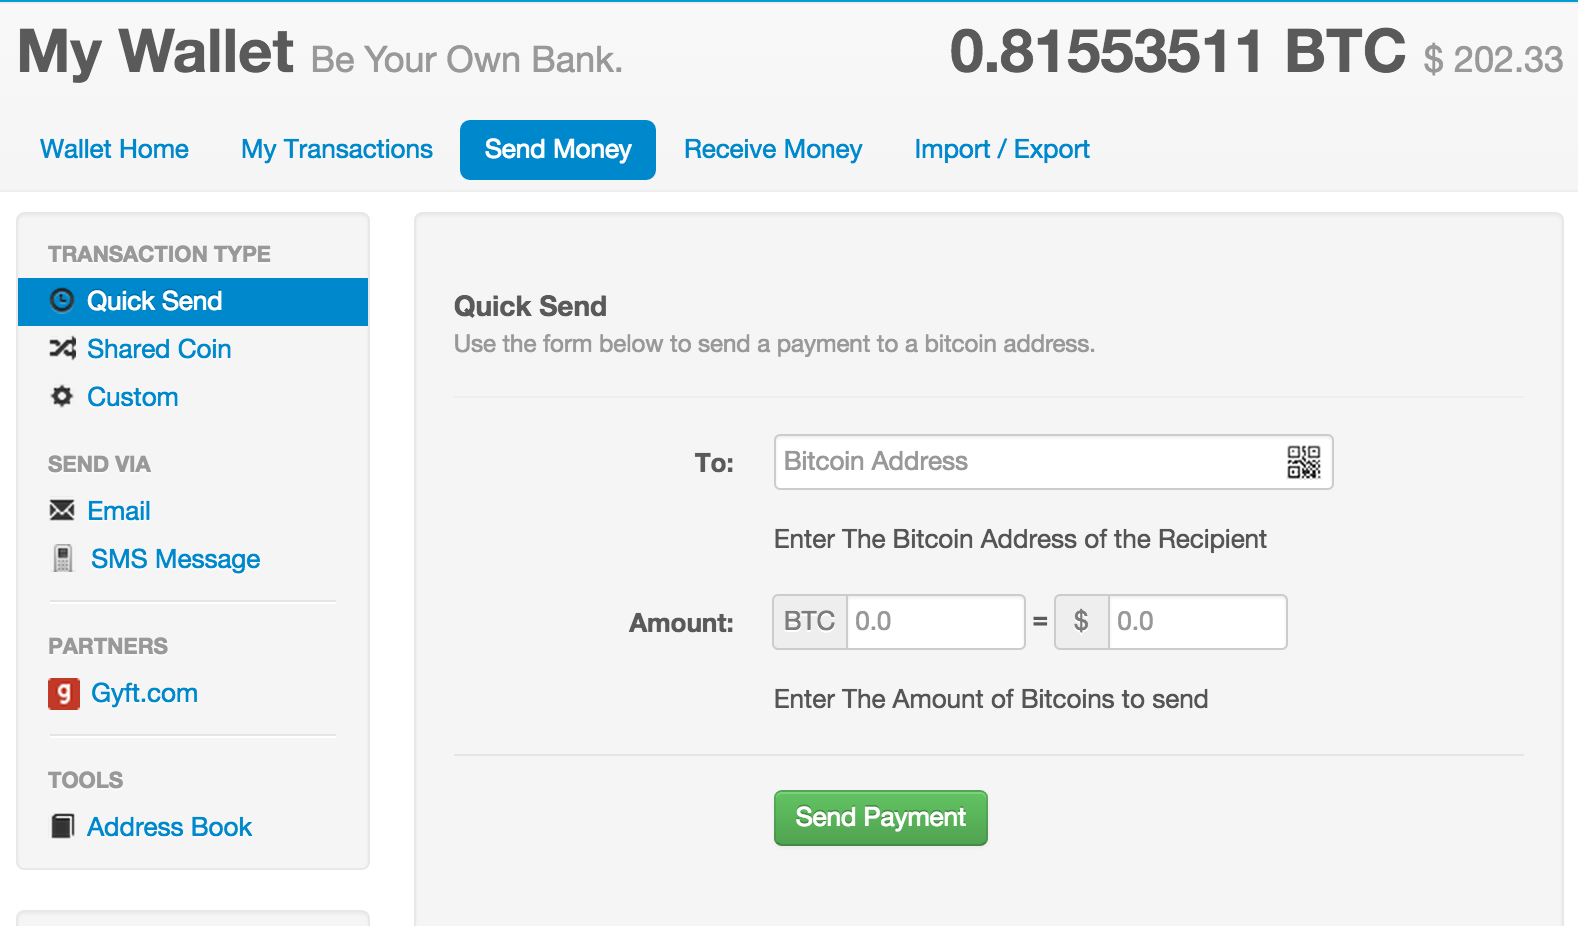 My Wallet Be Your Own Bank. 0.81553511 BTC $ 202.33
Wallet Home My Transactions Send Money Receive Money Import / Export
TRANSACTION TYPE
Quick Send
Shared Coin
Custom
SEND VIA
Email
SMS Message
PARTNERS
g Gyft.com
TOOLS
Address Book
Quick Send
Use the form below to send a payment to a bitcoin address.
To: Bitcoin Address
Enter The Bitcoin Address of the Recipient
Amount: BTC 0.0 = $ 0.0
Enter The Amount of Bitcoins to send
Send Payment